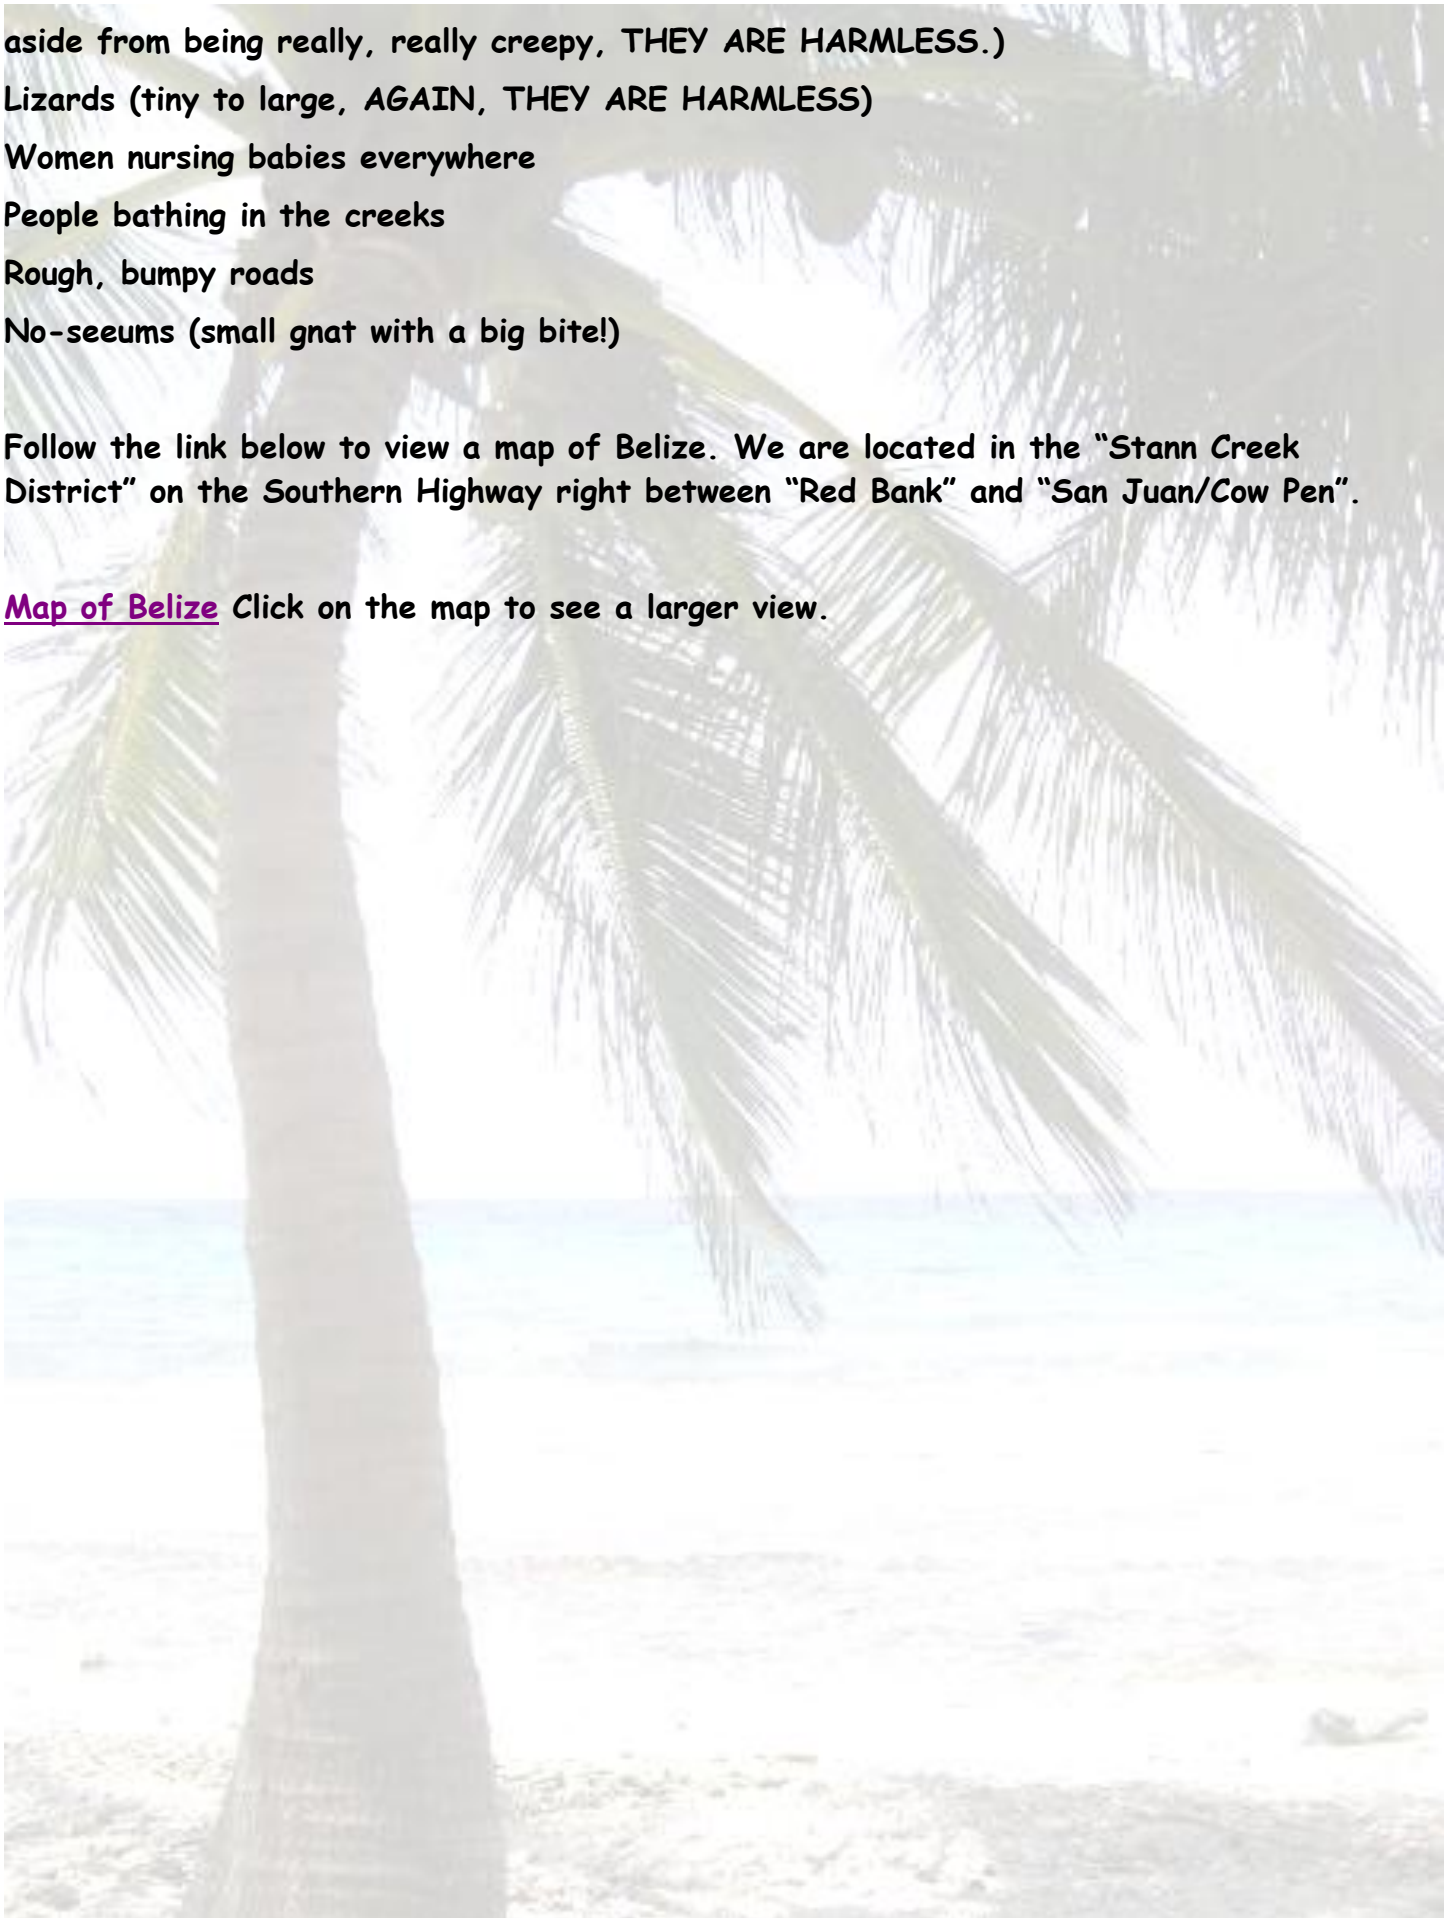 aside from being really, really creepy, THEY ARE HARMLESS.)
Lizards (tiny to large, AGAIN, THEY ARE HARMLESS)
Women nursing babies everywhere
People bathing in the creeks
Rough, bumpy roads
No-seeums (small gnat with a big bite!)
Follow the link below to view a map of Belize. We are located in the “Stann Creek
District” on the Southern Highway right between “Red Bank” and “San Juan/Cow Pen”.
Map of Belize Click on the map to see a larger view.